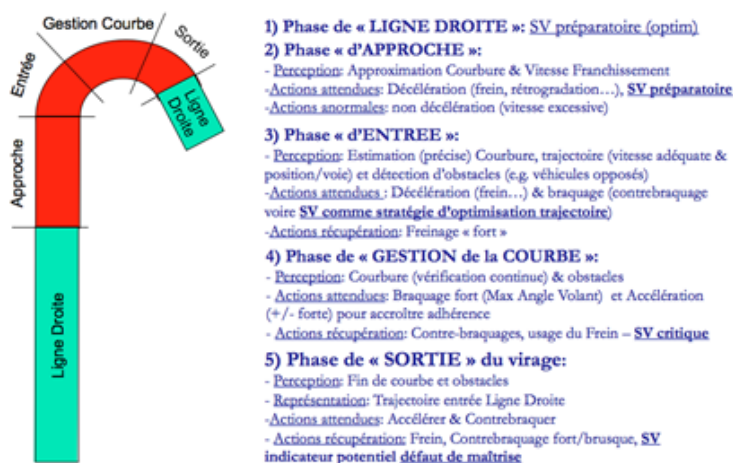 Gestion Courbe
Sortie
Entrée
Ligne
Droite
Approche
Ligne Droite
1) Phase de « LIGNE DROITE »: SV préparatoire (optim)
2) Phase « d'APPROCHE »:
- Perception: Approximation Courbure & Vitesse Franchissement
-Actions attendues: Décélération (frein, rétrogradation…), SV préparatoire
-Actions anormales: non décélération (vitesse excessive)
3) Phase « d'ENTREE »:
- Perception: Estimation (précise) Courbure, trajectoire (vitesse adéquate &
position/voie) et détection d'obstacles (e.g. véhicules opposés)
-Actions attendues : Décélération (frein…) & braquage (contrebraquage
voire SV comme stratégie d'optimisation trajectoire)
-Actions récupération: Freinage « fort »
4) Phase de « GESTION de la COURBE »:
- Perception: Courbure (vérification continue) & obstacles
- Actions attendues: Braquage fort (Max Angle Volant) et Accélération
(+/- forte) pour accroître adhérence
- Actions récupération: Contre-braquages, usage du Frein – SV critique
5) Phase de « SORTIE » du virage:
- Perception: Fin de courbe et obstacles
- Représentation: Trajectoire entrée Ligne Droite
-Actions attendues: Accélérer & Contrebraquer
- Actions récupération: Frein, Contrebraquage fort/brusque, SV
indicateur potentiel défaut de maîtrise